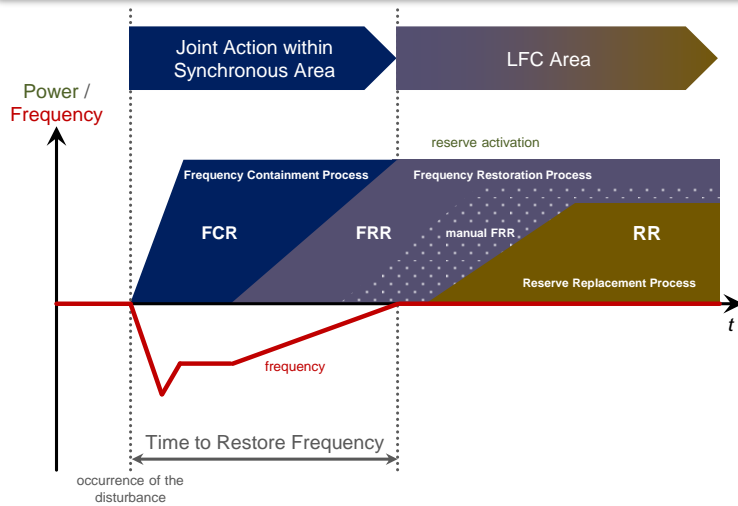 Joint Action within
Synchronous Area
LFC Area
Power /
Frequency
reserve activation
Frequency Containment Process
Frequency Restoration Process
FCR
FRR
manual FRR
RR
Reserve Replacement Process
t
frequency
Time to Restore Frequency
occurrence of the
disturbance